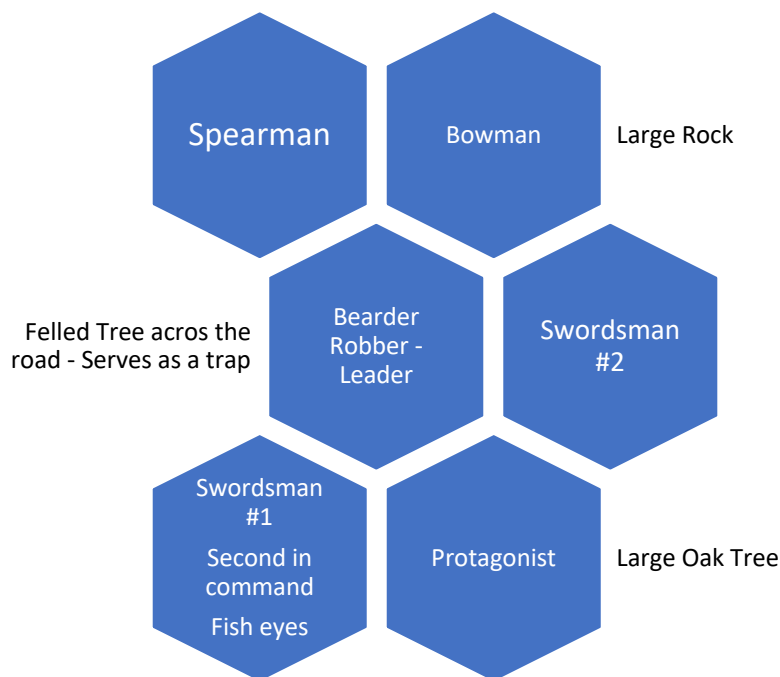 Spearman
Bowman
Large Rock
Felled Tree acros the
road - Serves as a trap
Bearder
Robber -
Leader
Swordsman
#2
Swordsman
#1
Second in
command
Fish eyes
Protagonist
Large Oak Tree